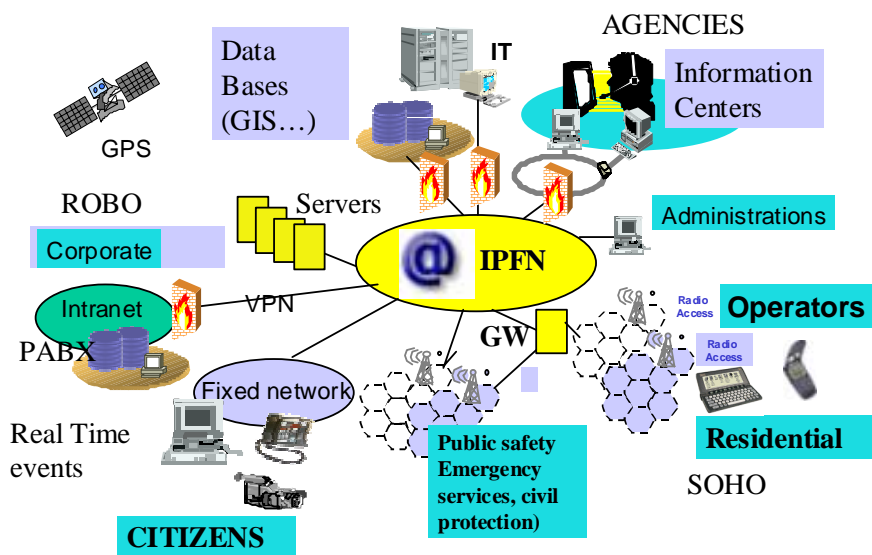 AGENCIES
Data
Bases
(GIS…)
IT
Information
Centers
GPS
ROBO
Servers
Administrations
Corporate
@
IPFN
Intranet
VPN
PABX
GW
Radio
Access
Operators
Radio
Access
Fixed network
Real Time
events
Public safety
Emergency
services, civil
protection)
Residential
SOHO
CITIZENS